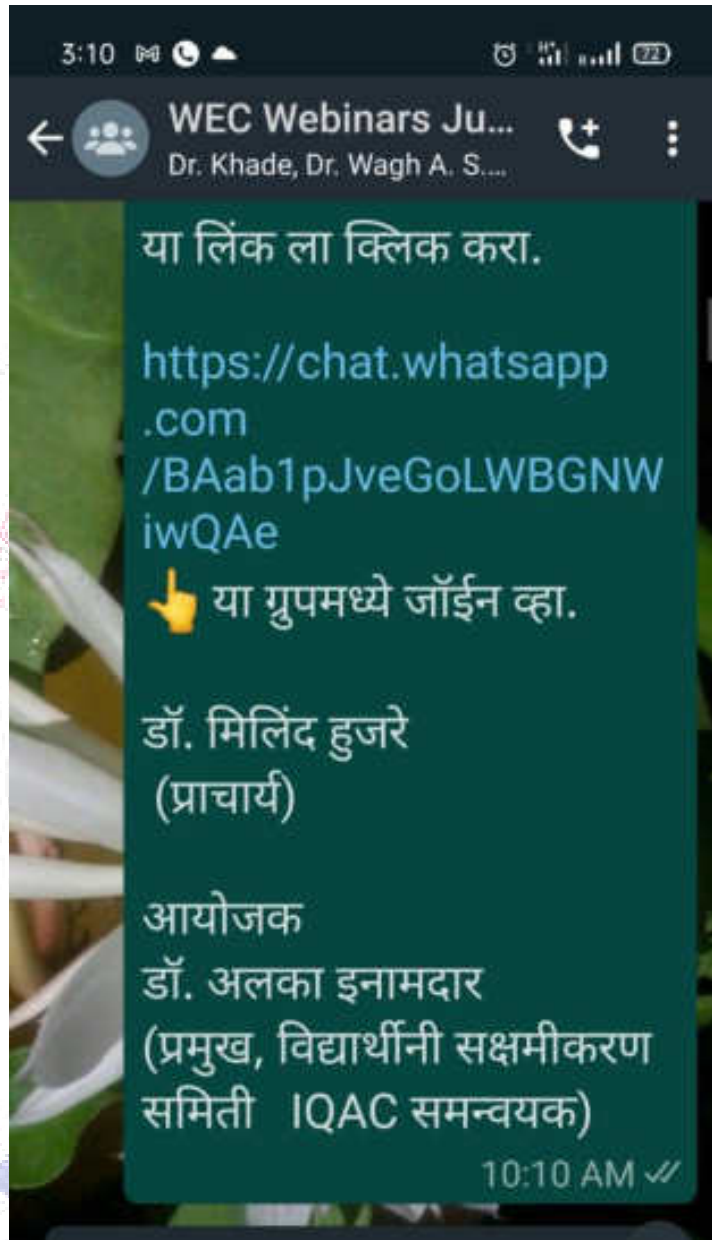 3:10
72
WEC Webinars Ju...
Dr. Khade, Dr. Wagh A. S....
या लिंक ला क्लिक करा.
https://chat.whatsapp
.com
/BAab1pJveGoLWBGNW
iwQAe
👆 या ग्रुपमध्ये जॉईन व्हा.
डॉ. मिलिंद हुजरे
(प्राचार्य)
आयोजक
डॉ. अलका इनामदार
(प्रमुख, विद्यार्थीनी सक्षमीकरण
समिती IQAC समन्वयक)
10:10 AM